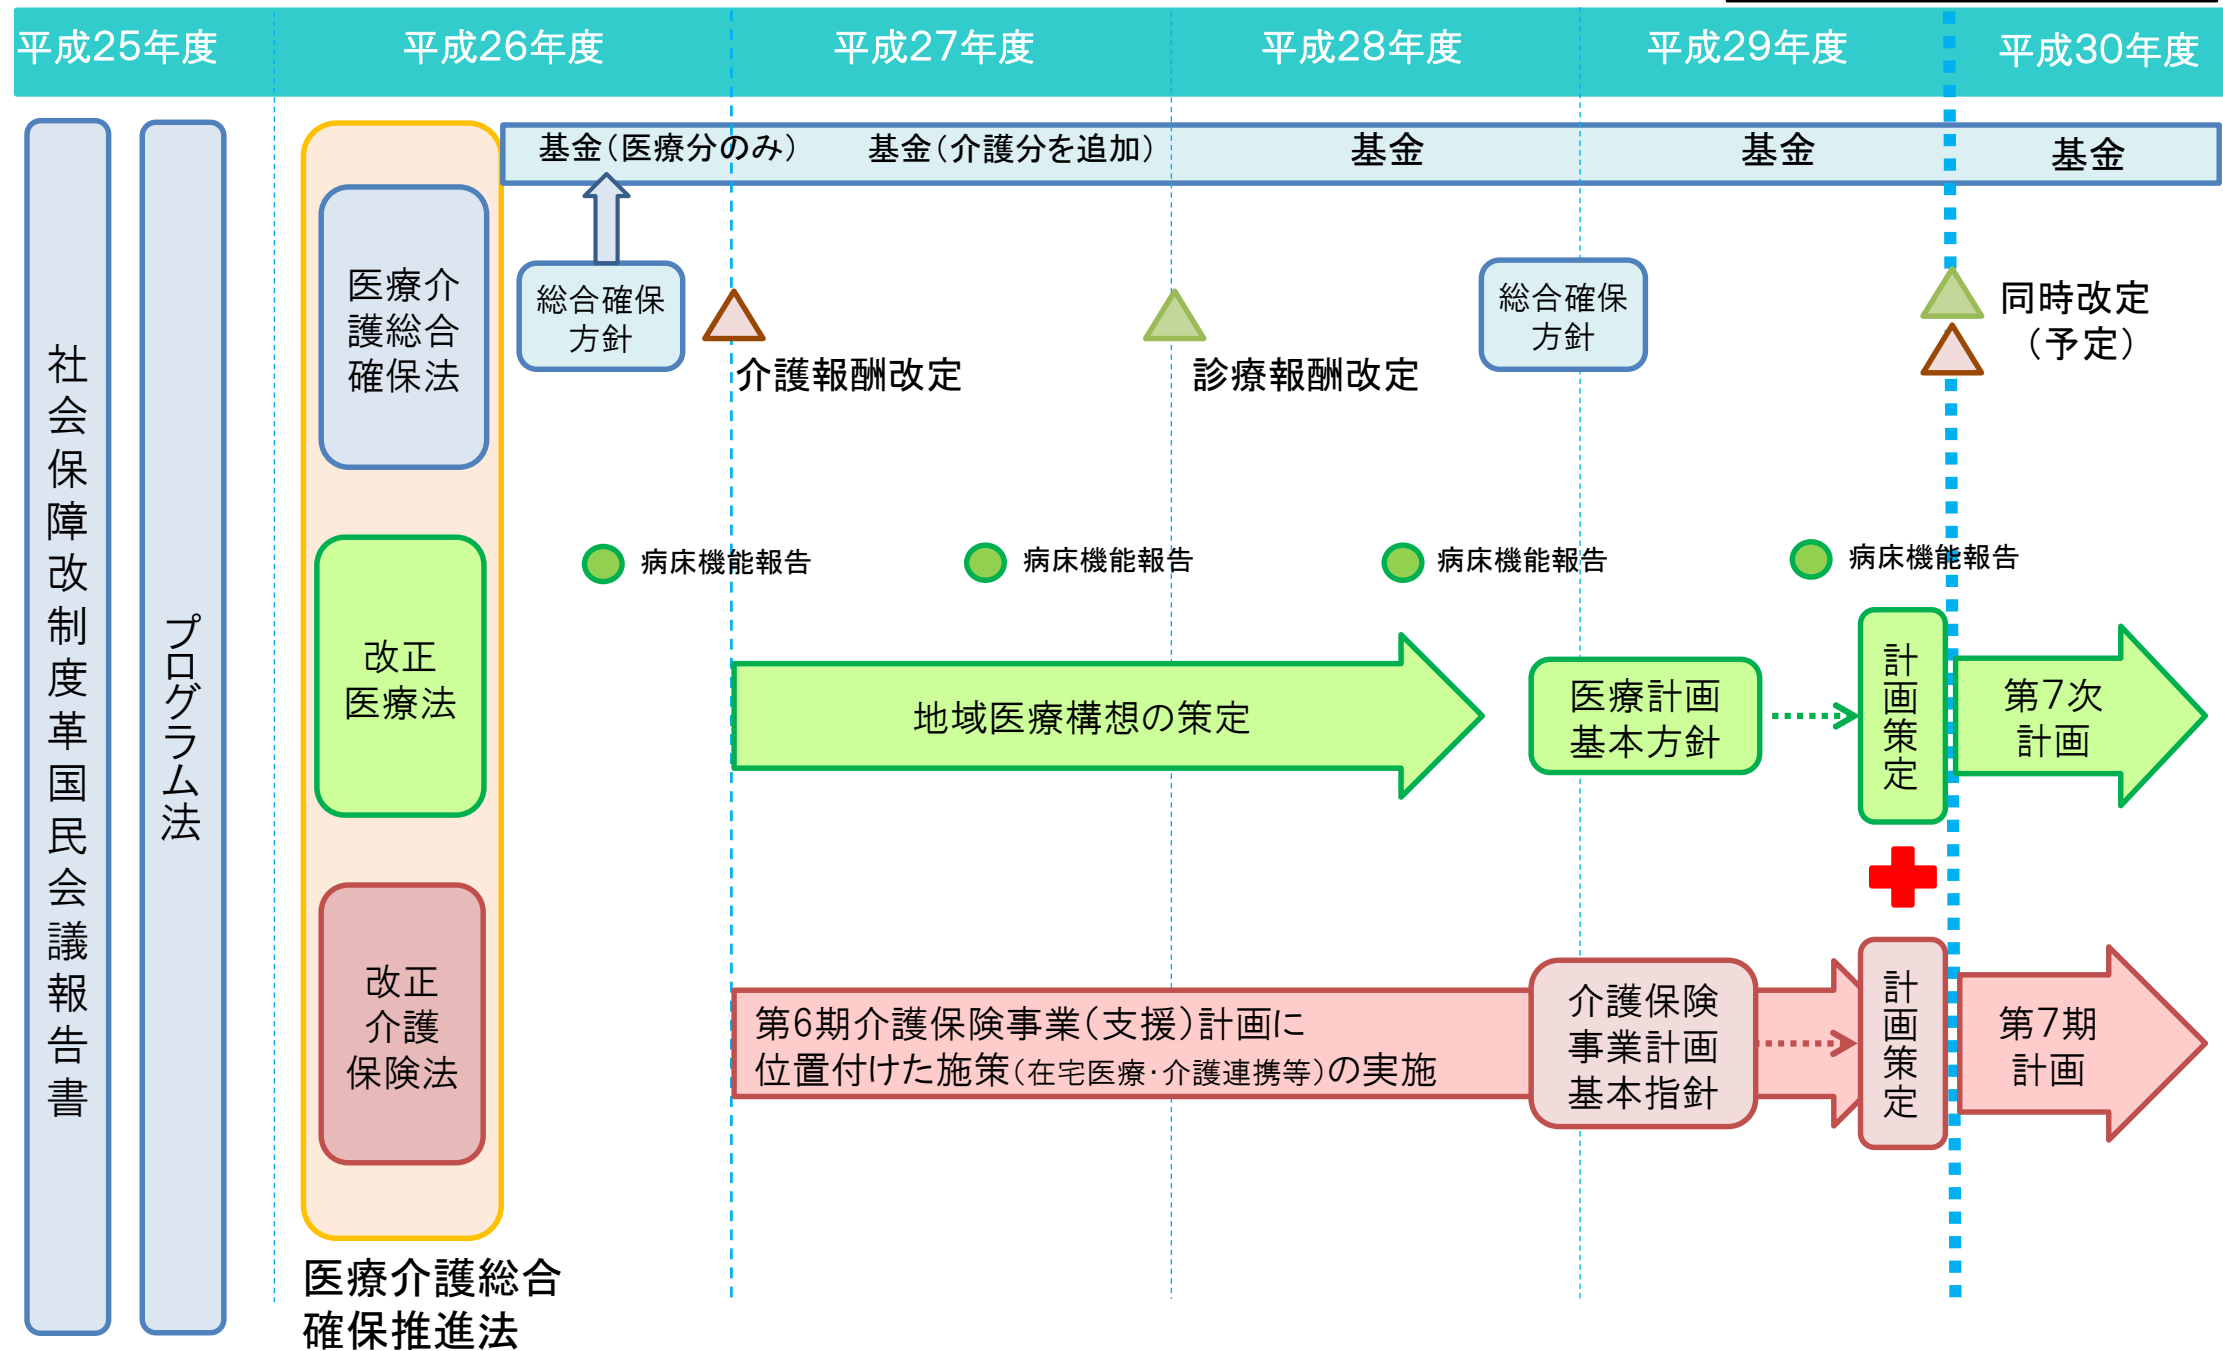 平成25年度
平成26年度
平成27年度
平成28年度
平成29年度
平成30年度
社会保障改制度革国民会議報告書
プログラム法
基金（医療分のみ）
基金（介護分を追加）
基金
基金
基金
医療介
護総合
確保法
総合確保
方針
介護報酬改定
診療報酬改定
総合確保
方針
同時改定
（予定）
病床機能報告
病床機能報告
病床機能報告
病床機能報告
改正
医療法
地域医療構想の策定
医療計画
基本方針
計画策定
第7次
計画
改正
介護
保険法
第6期介護保険事業（支援）計画に
位置付けた施策（在宅医療・介護連携等）の実施
介護保険
事業計画
基本指針
計画策定
第7期
計画
医療介護総合
確保推進法